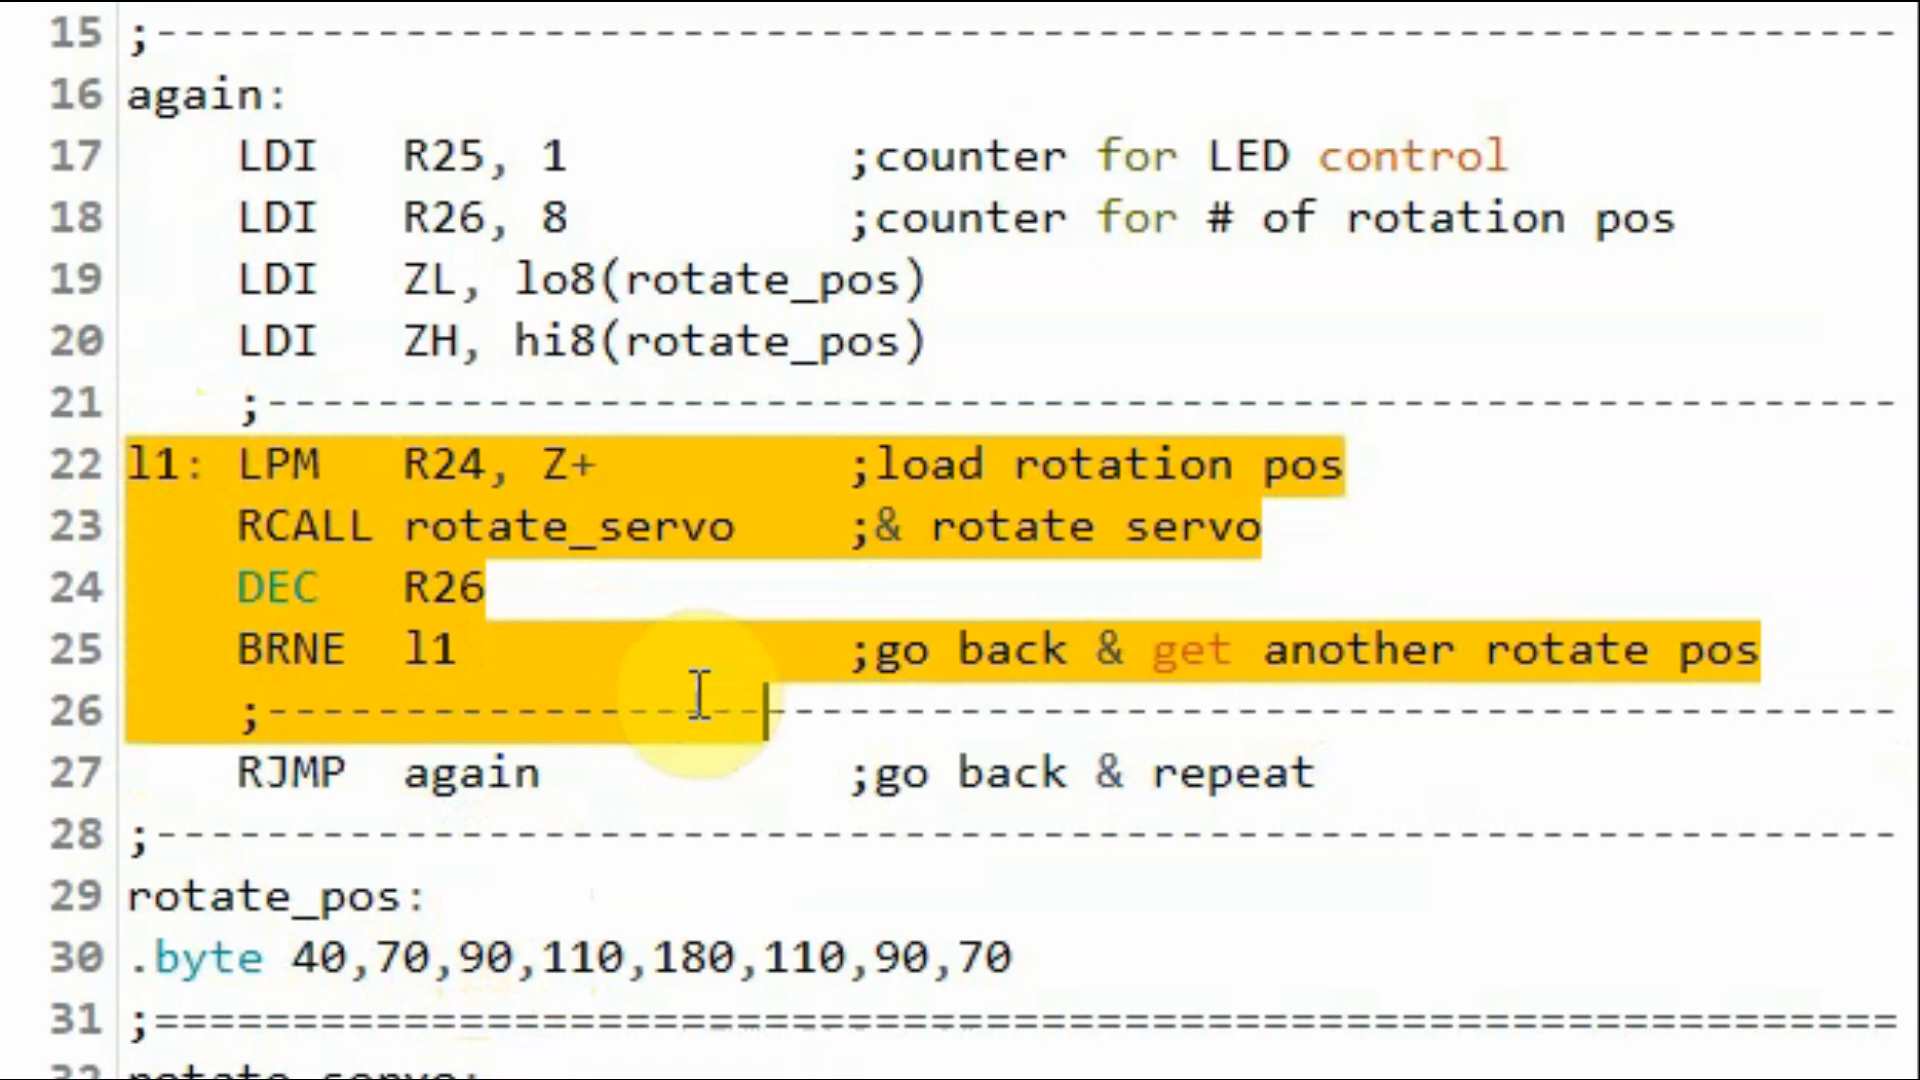 15 ;---------------------------------------------------------------
16 again:
17 LDI R25, 1 ;counter for LED control
18 LDI R26, 8 ;counter for # of rotation pos
19 LDI ZL, lo8(rotate_pos)
20 LDI ZH, hi8(rotate_pos)
21 ;-----------------------------------------------------------
22 l1: LPM R24, Z+ ;load rotation pos
23 RCALL rotate_servo ;& rotate servo
24 DEC R26
25 BRNE l1 ;go back & get another rotate pos
26 ;-----------------------------------------------------------
27 RJMP again ;go back & repeat
28 ;---------------------------------------------------------------
29 rotate_pos:
30 .byte 40,70,90,110,180,110,90,70
31 ;===============================================================
32 rotate_servo: